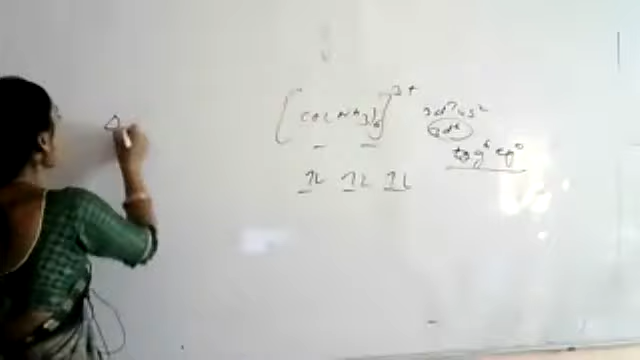 [Co(NH3)6]3+
3d7 4s2
3d6
t2g6 eg0
↑↓ ↑↓ ↑↓
Δ